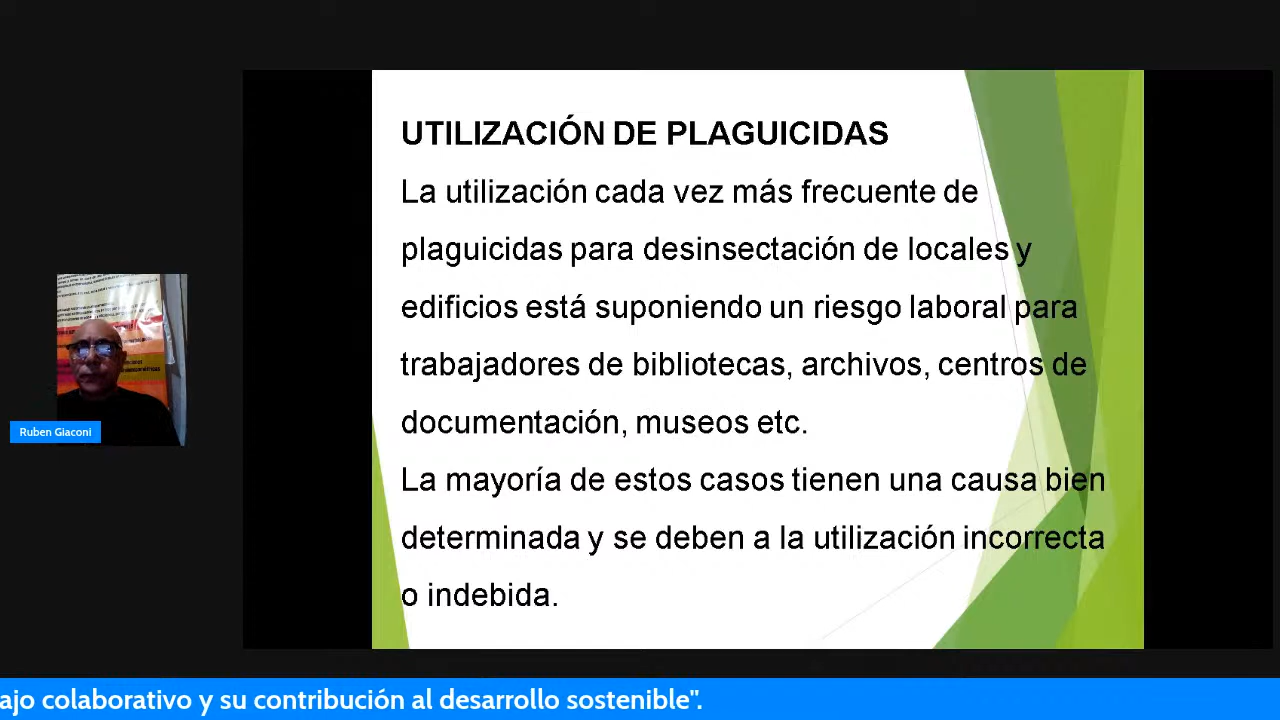 UTILIZACIÓN DE PLAGUICIDAS
La utilización cada vez más frecuente de
plaguicidas para desinsectación de locales y
edificios está suponiendo un riesgo laboral para
trabajadores de bibliotecas, archivos, centros de
documentación, museos etc.
La mayoría de estos casos tienen una causa bien
determinada y se deben a la utilización incorrecta
o indebida.
Ruben Giaconi
ajo colaborativo y su contribución al desarrollo sostenible".